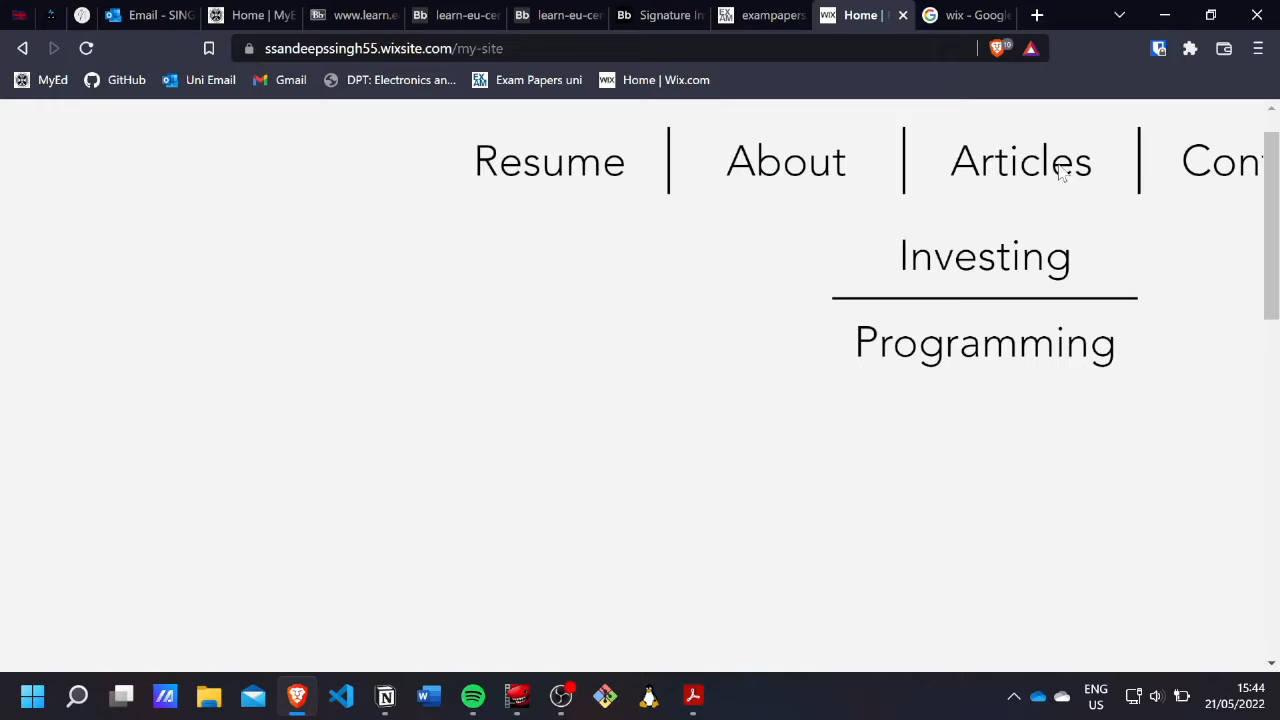 Email - SING
Home | MyE
www.learn.e
learn-eu-cer
learn-eu-cer
Signature In
exampapers
Home |
wix - Google
ssandeepssingh55.wixsite.com/my-site
10
MyEd
GitHub
Uni Email
Gmail
DPT: Electronics an...
Exam Papers uni
Home | Wix.com
Resume
About
Articles
Con
Investing
Programming
ENG
US
15:44
21/05/2022